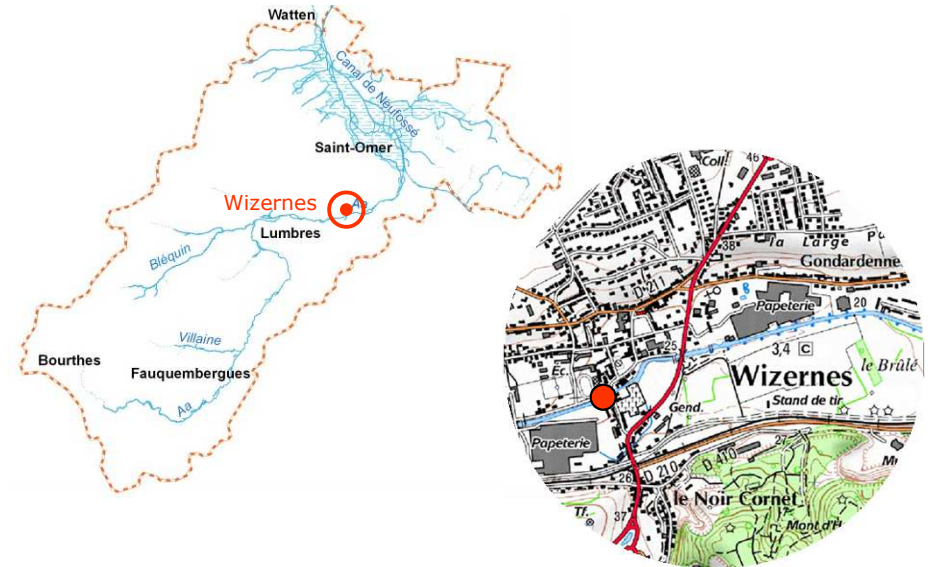 Watten
Canal de Neufossé
Saint-Omer
Wizernes
Aa
Lumbres
Bléquin
Villaine
Bourthes
Fauquembergues
Aa
Coll.
46
38
la Large
Gondardenne
D 211
Papeterie
20
25
3,4 C
Ec.
Wizernes
le Brûlé
Stand de tir
Gend.
Papeterie
27
D 410
D 210
26
le Noir Cornet
Tf.
37
Mont d'H